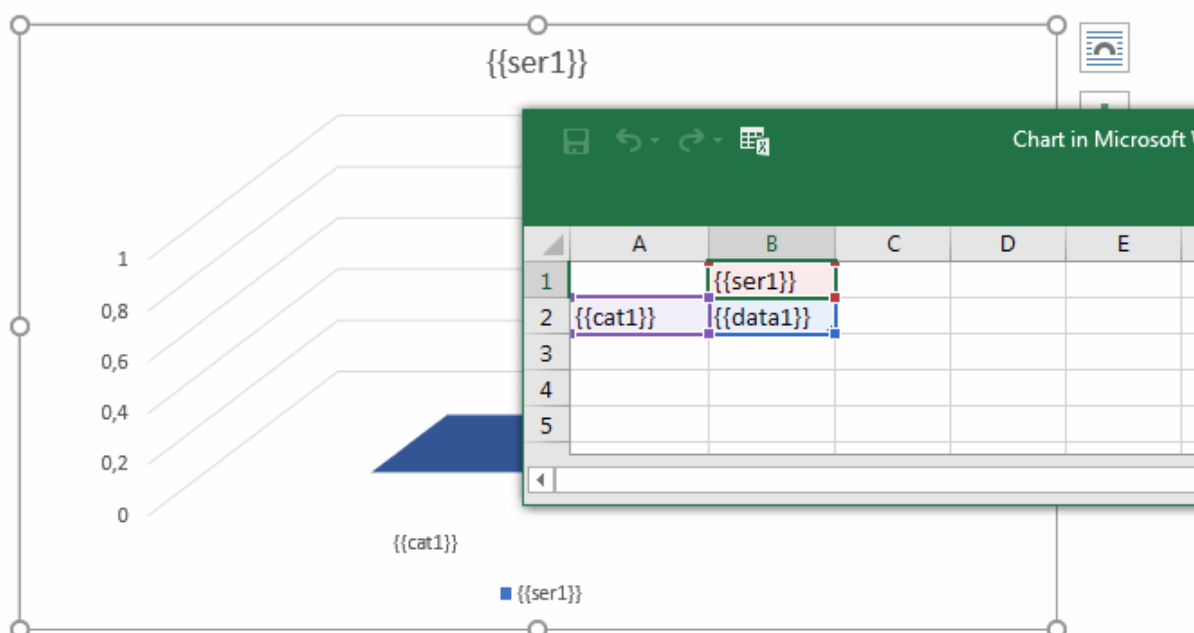 {{ser1}}
1
0,8
0,6
0,4
0,2
0
{{cat1}}
{{ser1}}
Chart in Microsoft
A B C D E
1 {{ser1}}
2 {{cat1}} {{data1}}
3
4
5